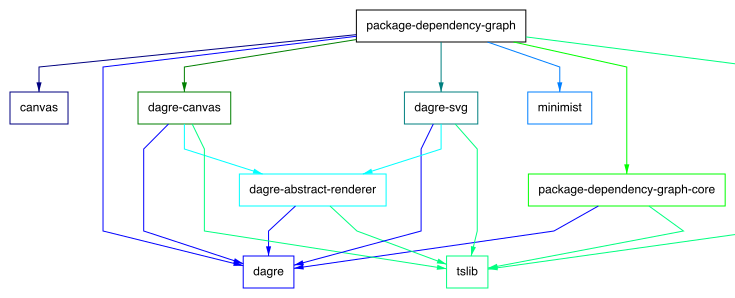 package-dependency-graph
canvas
dagre-canvas
dagre-svg
minimist
dagre-abstract-renderer
package-dependency-graph-core
dagre
tslib